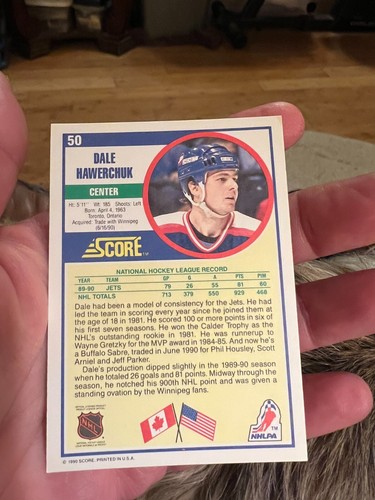 50
DALE
HAWERCHUK
CENTER
Ht: 5'11" Wt: 185 Shoots: Left
Born: April 4, 1963
Toronto, Ontario
Acquired: Trade with Winnipeg
(6/16/90)
SCORE
NATIONAL HOCKEY LEAGUE RECORD
YEAR TEAM GP G A PTS PIM
89-90 JETS 79 26 55 81 60
NHL TOTALS 713 379 550 929 468
Dale had been a model of consistency for the Jets. He had
led the team in scoring every year since he joined them at
the age of 18 in 1981. He scored 100 or more points in six of
his first seven seasons. He won the Calder Trophy as the
NHL's outstanding rookie in 1981. He was runnerup to
Wayne Gretzky for the MVP award in 1984-85. And now he's
a Buffalo Sabre, traded in June 1990 for Phil Housley, Scott
Arniel and Jeff Parker.
Dale's production dipped slightly in the 1989-90 season
when he totaled 26 goals and 81 points. Midway through the
season, he notched his 900th NHL point and was given a
standing ovation by the Winnipeg fans.
NHL
NHLPA
TM
© 1990 SCORE, PRINTED IN U.S.A.